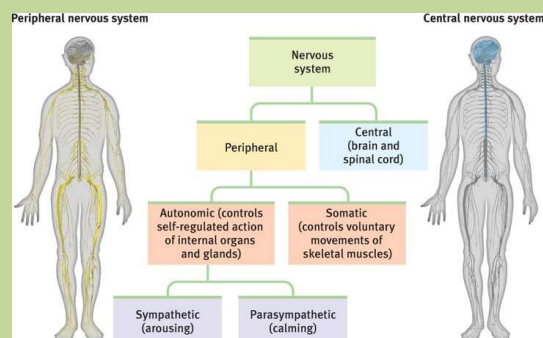 Peripheral nervous system
Central nervous system
Nervous
system
Peripheral
Central
(brain and
spinal cord)
Autonomic (controls
self-regulated action
of internal organs
and glands)
Somatic
(controls voluntary
movements of
skeletal muscles)
Sympathetic
(arousing)
Parasympathetic
(calming)